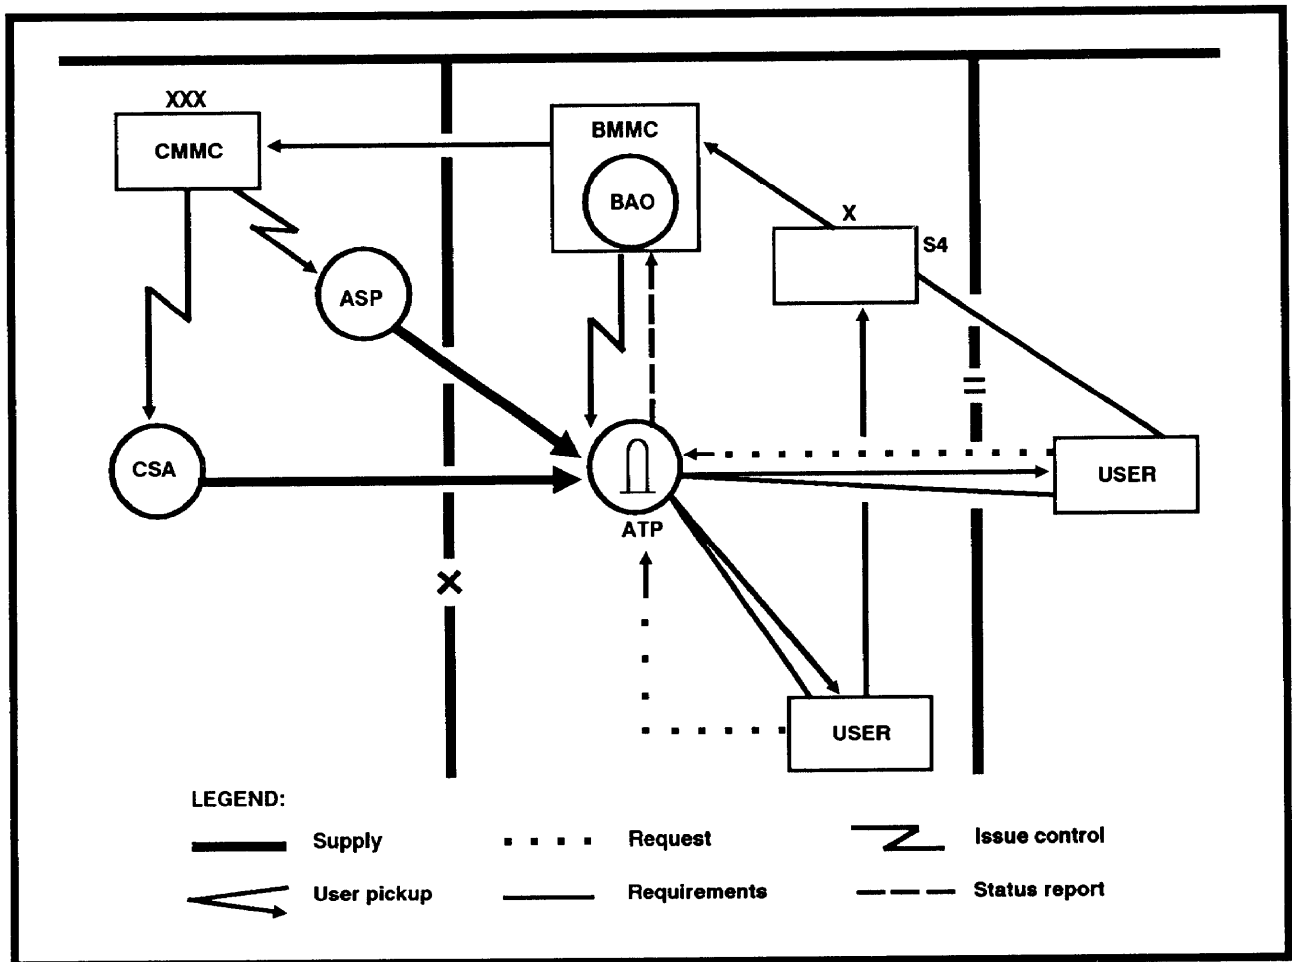 XXX
CMMC
BMMC
BAO
X
S4
ASP
CSA
ATP
USER
USER
LEGEND:
Supply
Request
Issue control
User pickup
Requirements
Status report